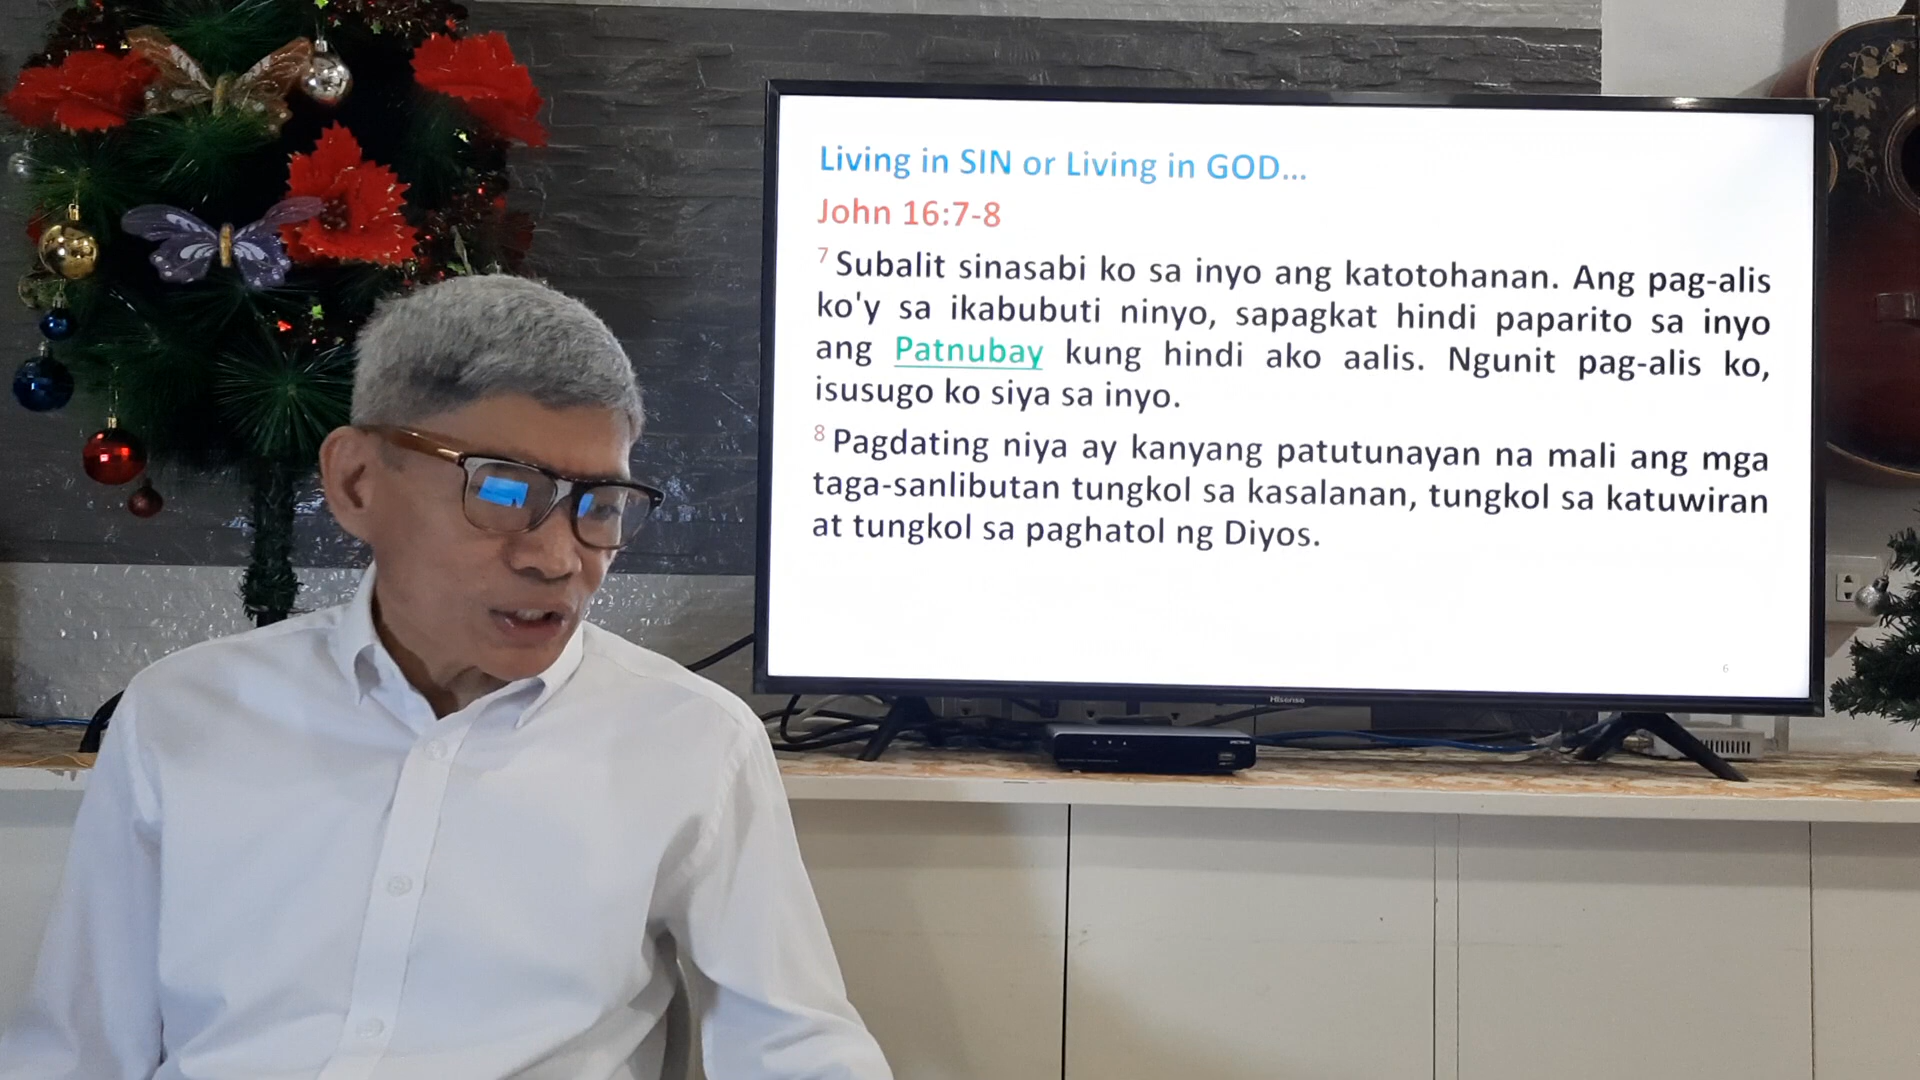 Living in SIN or Living in GOD...
John 16:7-8
7 Subalit sinasabi ko sa inyo ang katotohanan. Ang pag-alis
ko'y sa ikabubuti ninyo, sapagkat hindi paparito sa inyo
ang Patnubay kung hindi ako aalis. Ngunit pag-alis ko,
isusugo ko siya sa inyo.
8 Pagdating niya ay kanyang patutunayan na mali ang mga
taga-sanlibutan tungkol sa kasalanan, tungkol sa katuwiran
at tungkol sa paghatol ng Diyos.
6
Hisense